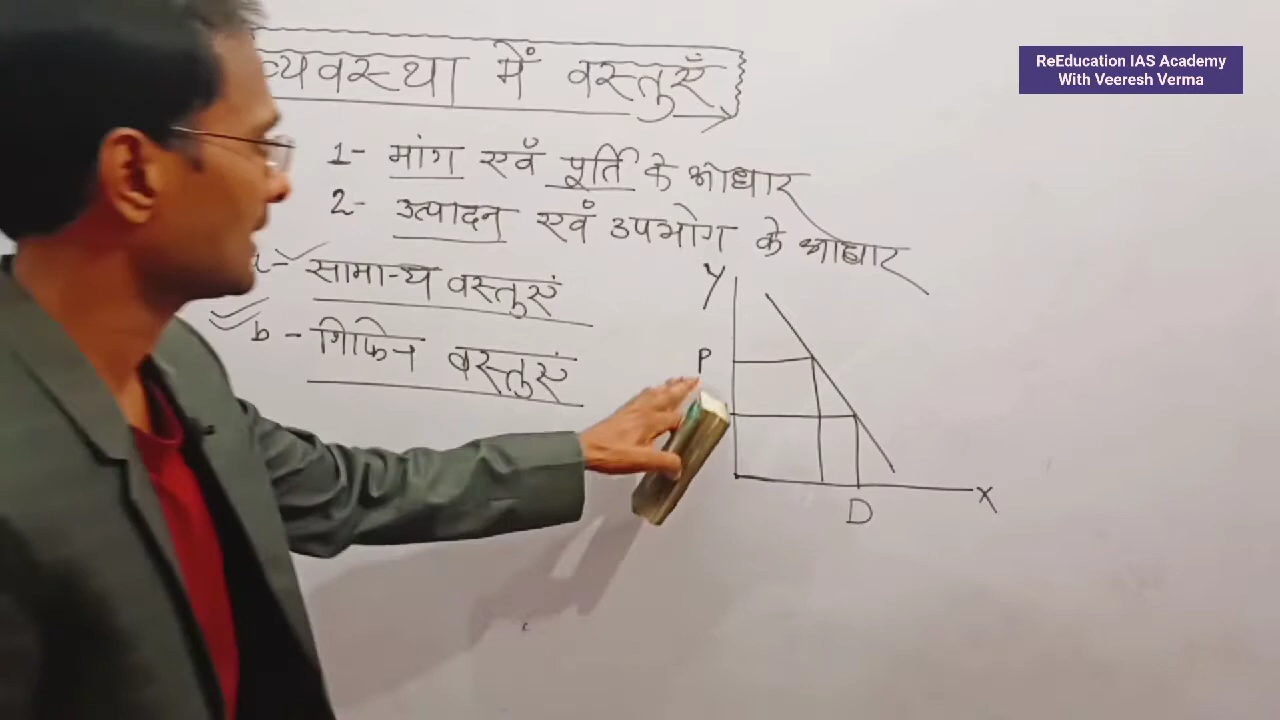 व्यवस्था में वस्तुएँ
ReEducation IAS Academy
With Veeresh Verma
1- मांग एवं पूर्ति के आधार
2- उत्पादन एवं उपभोग के आधार
सामान्य वस्तुएं
b - गिफिन वस्तुएं
Y
P
X
D